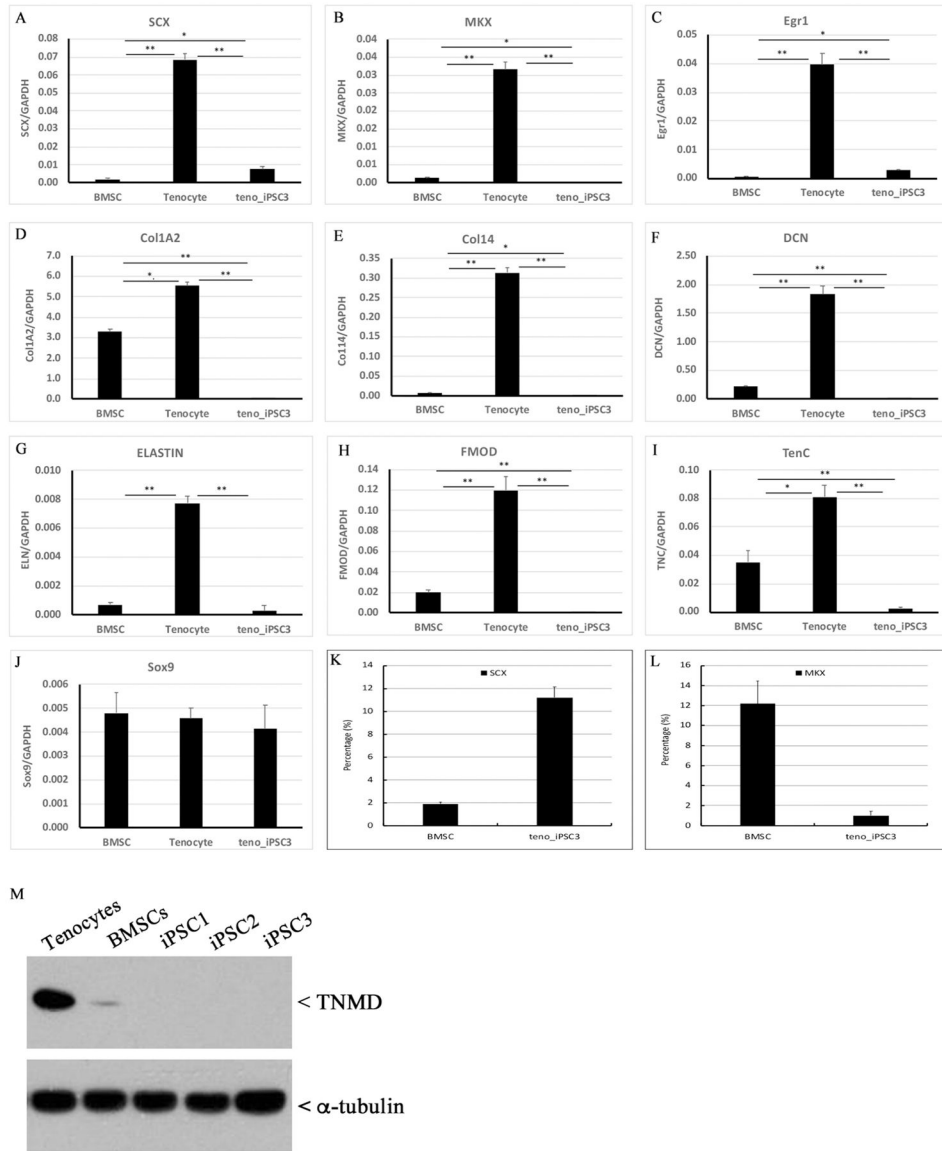 A
SCX
*
**
**
SCX/GAPDH
0.08
0.07
0.06
0.05
0.04
0.03
0.02
0.01
0.00
BMSC
Tenocyte
teno_iPSC3
B
MKX
*
**
**
MKX/GAPDH
0.04
0.04
0.03
0.03
0.02
0.02
0.01
0.01
0.00
BMSC
Tenocyte
teno_iPSC3
C
Egr1
*
**
**
Egr1/GAPDH
0.05
0.04
0.03
0.02
0.01
0.00
BMSC
Tenocyte
teno_iPSC3
D
Col1A2
**
*.
**
Col1A2/GAPDH
7.0
6.0
5.0
4.0
3.0
2.0
1.0
0.0
BMSC
Tenocyte
teno_iPSC3
E
Col14
*
**
**
Co114/GAPDH
0.35
0.30
0.25
0.20
0.15
0.10
0.05
0.00
BMSC
Tenocyte
teno_iPSC3
F
DCN
**
**
**
DCN/GAPDH
2.50
2.00
1.50
1.00
0.50
0.00
BMSC
Tenocyte
teno_iPSC3
G
ELASTIN
**
**
ELN/GAPDH
0.010
0.008
0.006
0.004
0.002
0.000
BMSC
Tenocyte
teno_iPSC3
H
FMOD
**
**
**
FMOD/GAPDH
0.14
0.12
0.10
0.08
0.06
0.04
0.02
0.00
BMSC
Tenocyte
teno_iPSC3
I
TenC
**
*
**
TNC/GAPDH
0.10
0.08
0.06
0.04
0.02
0.00
BMSC
Tenocyte
teno_iPSC3
J
Sox9
Sox9/GAPDH
0.006
0.005
0.004
0.003
0.002
0.001
0.000
BMSC
Tenocyte
teno_iPSC3
K
SCX
Percentage (%)
14
12
10
8
6
4
2
0
BMSC
teno_iPSC3
L
MKX
Percentage (%)
16
14
12
10
8
6
4
2
0
BMSC
teno_iPSC3
M
Tenocytes
BMSCs
iPSC1
iPSC2
iPSC3
< TNMD
< α-tubulin